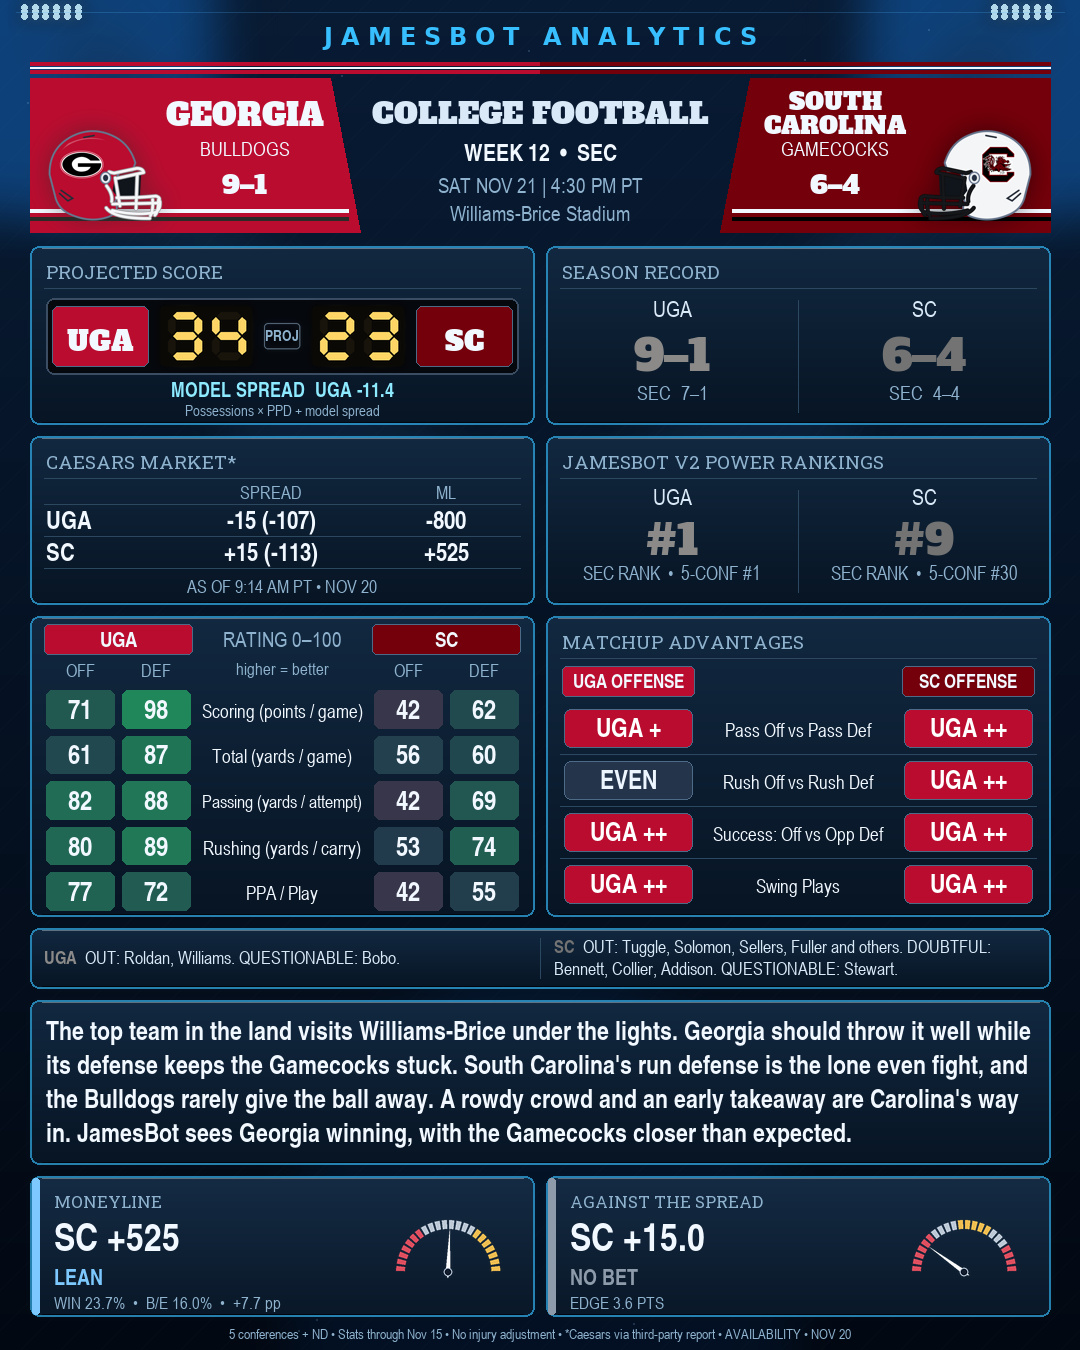 JAMESBOT ANALYTICS
GEORGIA
BULLDOGS
9–1
G
COLLEGE FOOTBALL
WEEK 12 • SEC
SAT NOV 21 | 4:30 PM PT
Williams-Brice Stadium
SOUTH
CAROLINA
GAMECOCKS
6–4
C
PROJECTED SCORE
UGA 34 PROJ 23 SC
MODEL SPREAD UGA -11.4
Possessions × PPD + model spread
SEASON RECORD
UGA SC
9–1 6–4
SEC 7–1 SEC 4–4
CAESARS MARKET*
SPREAD ML
UGA -15 (-107) -800
SC +15 (-113) +525
AS OF 9:14 AM PT • NOV 20
JAMESBOT V2 POWER RANKINGS
UGA SC
#1 #9
SEC RANK • 5-CONF #1 SEC RANK • 5-CONF #30
UGA RATING 0–100 SC
OFF DEF higher = better OFF DEF
71 98 Scoring (points / game) 42 62
61 87 Total (yards / game) 56 60
82 88 Passing (yards / attempt) 42 69
80 89 Rushing (yards / carry) 53 74
77 72 PPA / Play 42 55
MATCHUP ADVANTAGES
UGA OFFENSE SC OFFENSE
UGA + Pass Off vs Pass Def UGA ++
EVEN Rush Off vs Rush Def UGA ++
UGA ++ Success: Off vs Opp Def UGA ++
UGA ++ Swing Plays UGA ++
UGA OUT: Roldan, Williams. QUESTIONABLE: Bobo.
SC OUT: Tuggle, Solomon, Sellers, Fuller and others. DOUBTFUL:
Bennett, Collier, Addison. QUESTIONABLE: Stewart.
The top team in the land visits Williams-Brice under the lights. Georgia should throw it well while
its defense keeps the Gamecocks stuck. South Carolina's run defense is the lone even fight, and
the Bulldogs rarely give the ball away. A rowdy crowd and an early takeaway are Carolina's way
in. JamesBot sees Georgia winning, with the Gamecocks closer than expected.
MONEYLINE
SC +525
LEAN
WIN 23.7% • B/E 16.0% • +7.7 pp
AGAINST THE SPREAD
SC +15.0
NO BET
EDGE 3.6 PTS
5 conferences + ND • Stats through Nov 15 • No injury adjustment • *Caesars via third-party report • AVAILABILITY • NOV 20